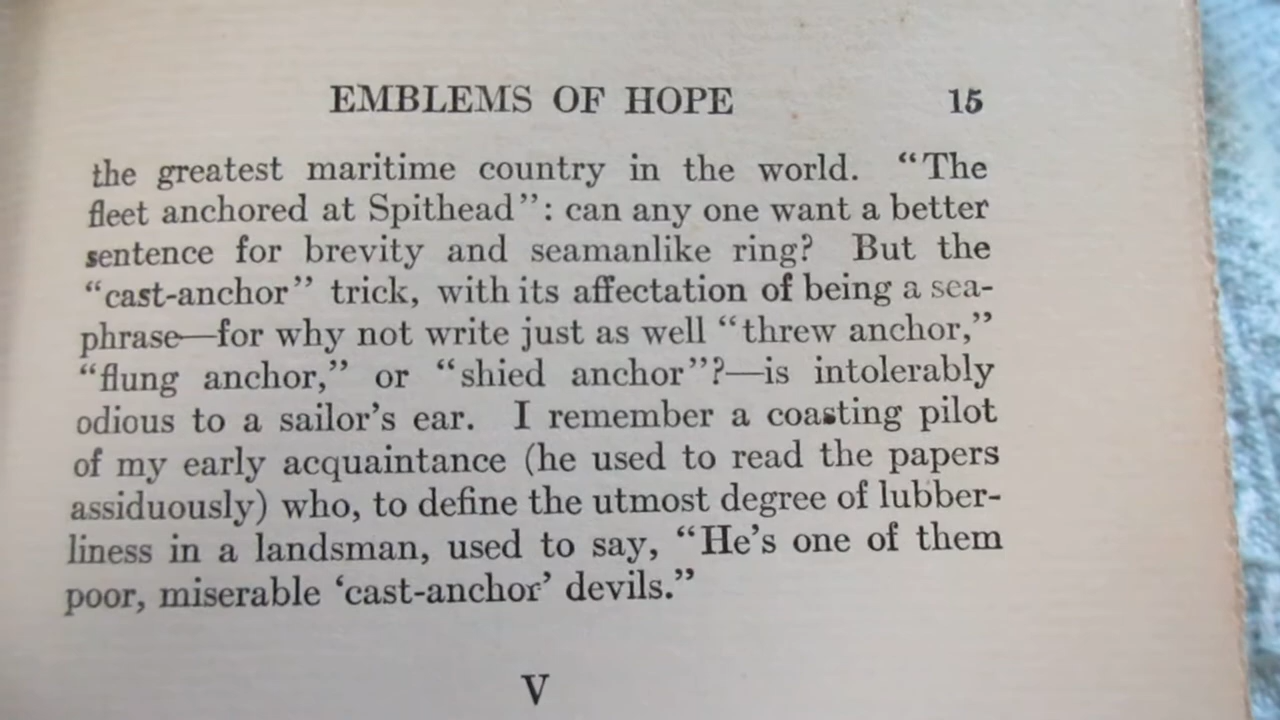 EMBLEMS OF HOPE 15
the greatest maritime country in the world. “The
fleet anchored at Spithead”: can any one want a better
sentence for brevity and seamanlike ring? But the
“cast-anchor” trick, with its affectation of being a sea-
phrase—for why not write just as well “threw anchor,”
“flung anchor,” or “shied anchor”?—is intolerably
odious to a sailor’s ear. I remember a coasting pilot
of my early acquaintance (he used to read the papers
assiduously) who, to define the utmost degree of lubber-
liness in a landsman, used to say, “He’s one of them
poor, miserable ‘cast-anchor’ devils.”
V